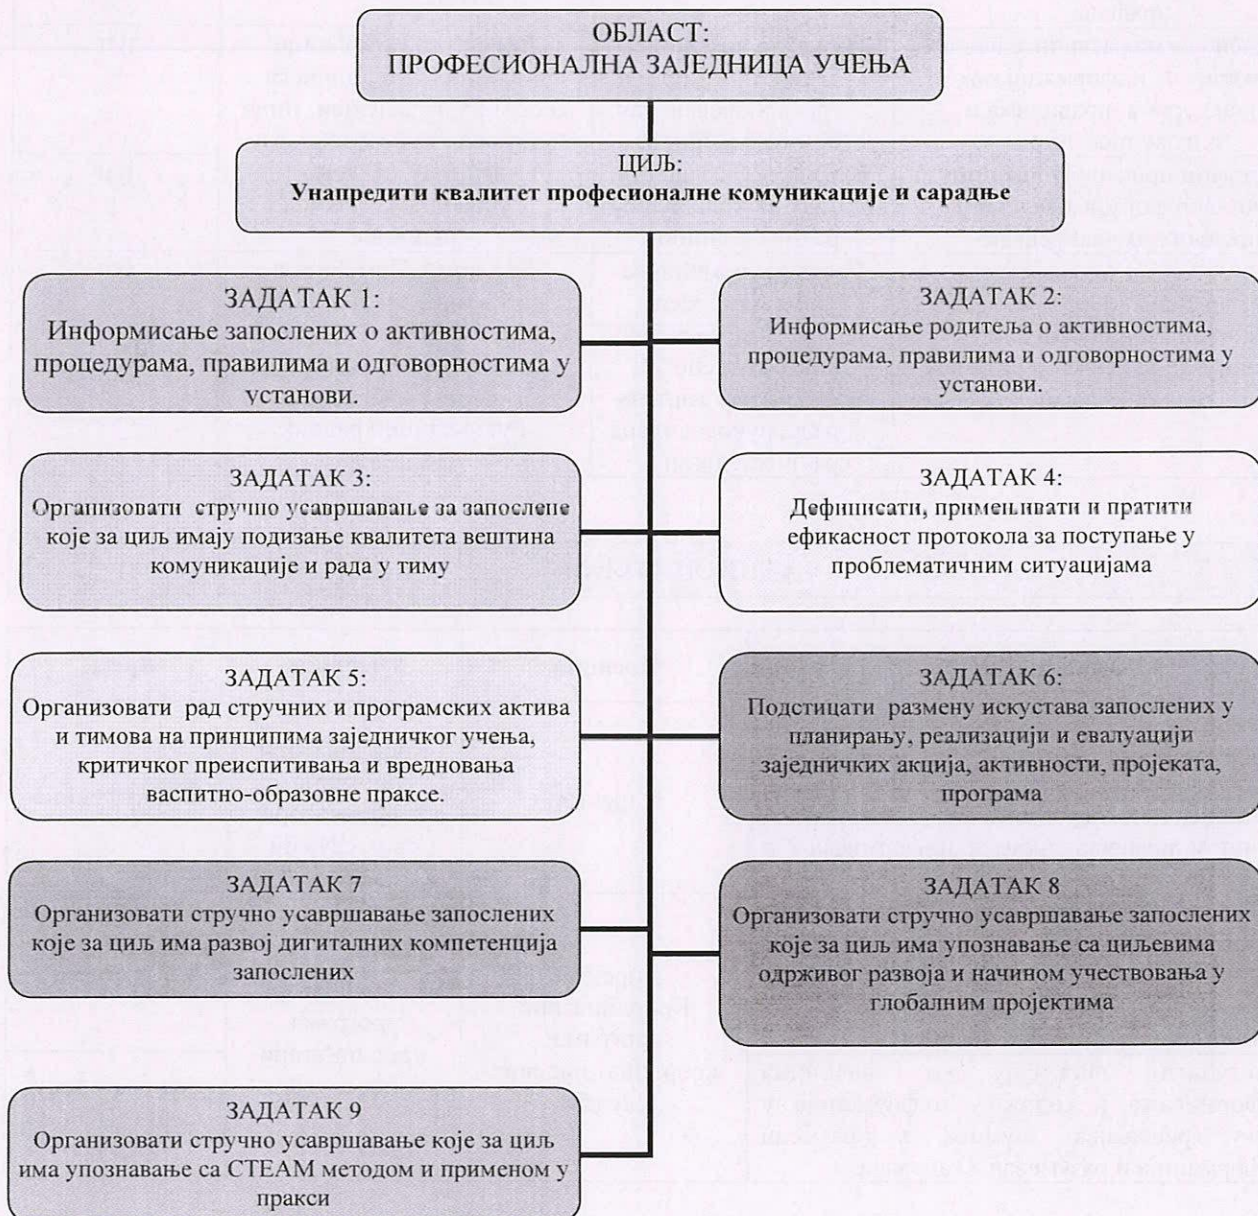 ОБЛАСТ:
ПРОФЕСИОНАЛНА ЗАЈЕДНИЦА УЧЕЊА
ЦИЉ:
Унапредити квалитет професионалне комуникације и сарадње
ЗАДАТАК 1:
Информисање запослених о активностима,
процедурама, правилима и одговорностима у
установи.
ЗАДАТАК 2:
Информисање родитеља о активностима,
процедурама, правилима и одговорностима у
установи.
ЗАДАТАК 3:
Организовати стручно усавршавање за запослене
које за циљ имају подизање квалитета вештина
комуникације и рада у тиму
ЗАДАТАК 4:
Дефинисати, примењивати и пратити
ефикасност протокола за поступање у
проблематичним ситуацијама
ЗАДАТАК 5:
Организовати рад стручних и програмских актива
и тимова на принципима заједничког учења,
критичког преиспитивања и вредновања
васпитно-образовне праксе.
ЗАДАТАК 6:
Подстицати размену искустава запослених у
планирању, реализацији и евалуацији
заједничких акција, активности, пројеката,
програма
ЗАДАТАК 7
Организовати стручно усавршавање запослених
које за циљ има развој дигиталних компетенција
запослених
ЗАДАТАК 8
Организовати стручно усавршавање запослених
које за циљ има упознавање са циљевима
одрживог развоја и начином учествовања у
глобалним пројектима
ЗАДАТАК 9
Организовати стручно усавршавање које за циљ
има упознавање са СТЕАМ методом и применом у
пракси